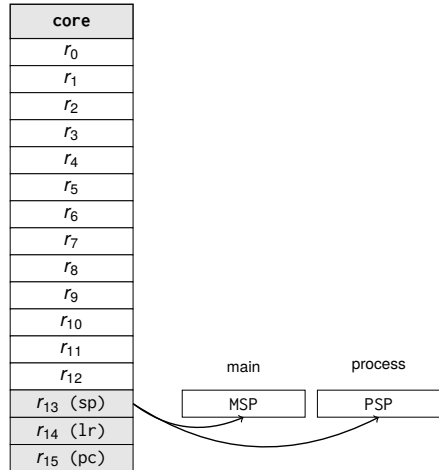 core
r₀
r₁
r₂
r₃
r₄
r₅
r₆
r₇
r₈
r₉
r₁₀
r₁₁
r₁₂
main process
r₁₃ (sp) MSP PSP
r₁₄ (lr)
r₁₅ (pc)